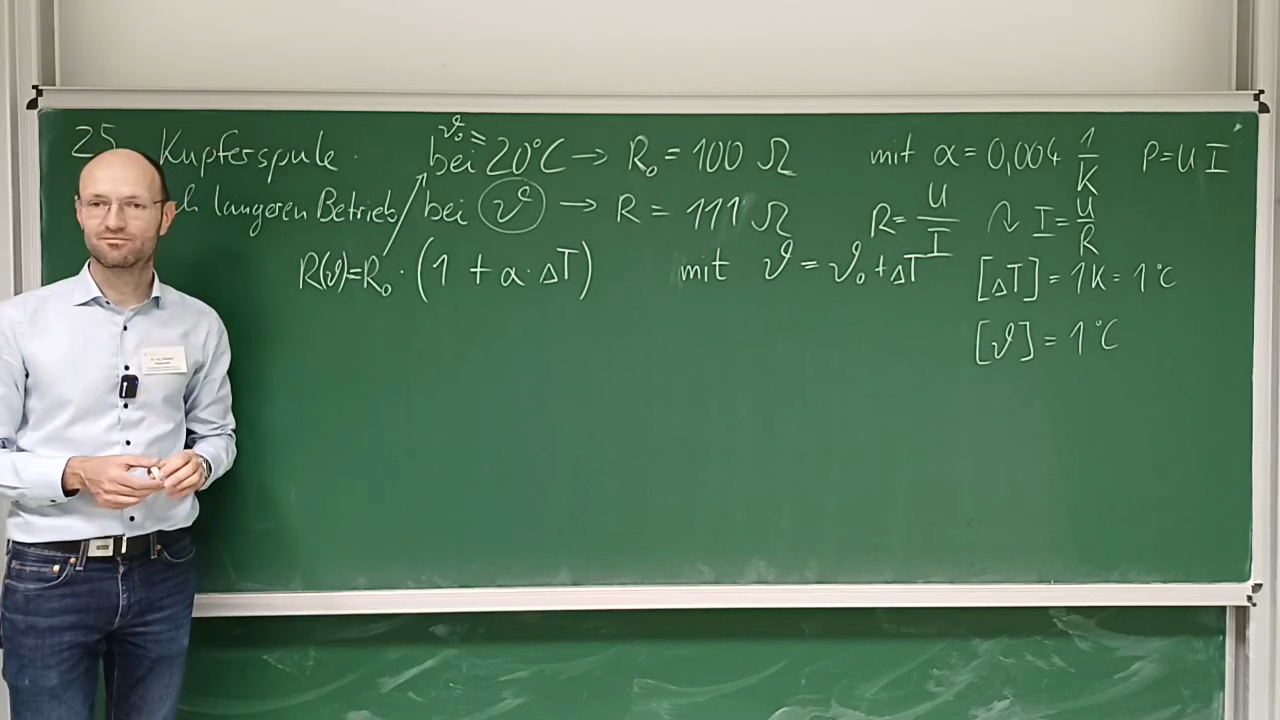 25 Kupferspule. bei ϑ₀ = 20°C → R₀ = 100 Ω mit α = 0,004 1/K P = U I
h längeren Betrieb bei ϑ → R = 111 Ω R = U/I ↷ I = U/R
R(ϑ) = R₀ · (1 + α · ΔT) mit ϑ = ϑ₀ + ΔT [ΔT] = 1K = 1°C
[ϑ] = 1°C